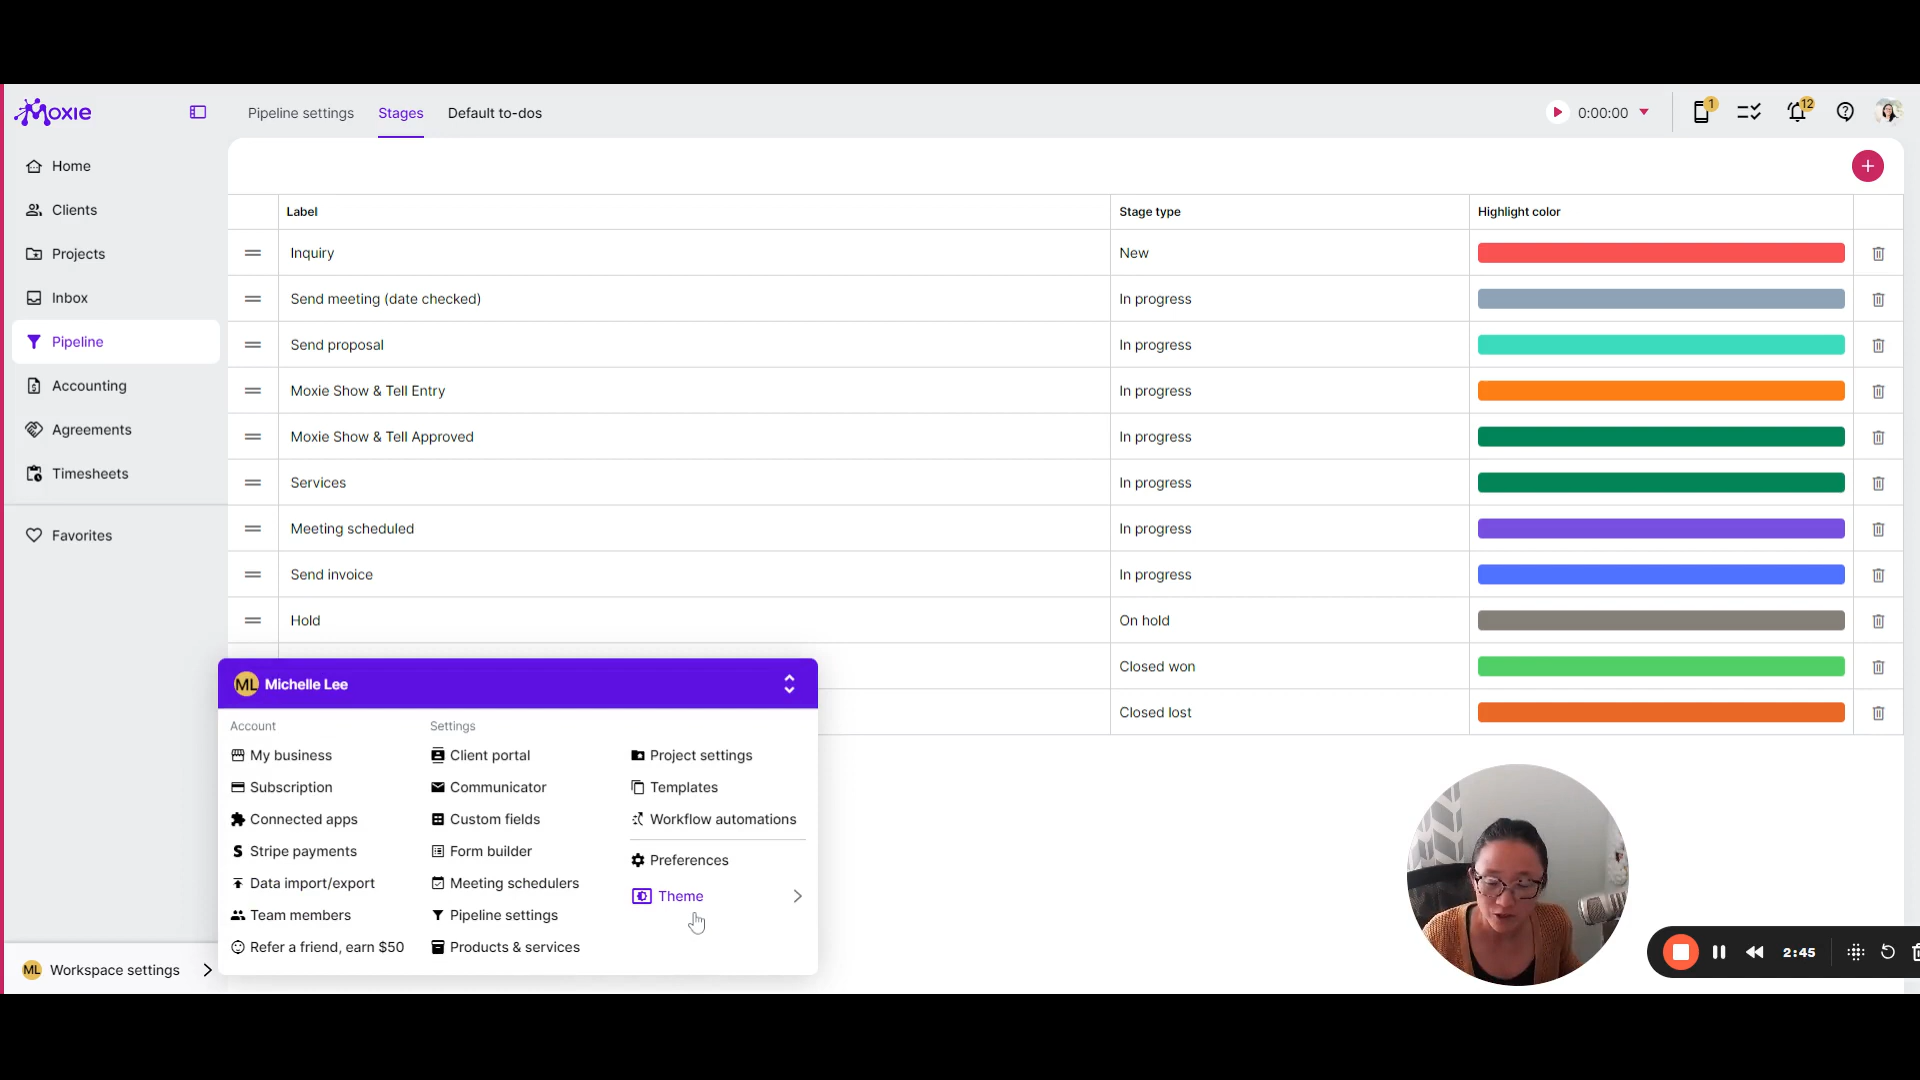 Moxie
Pipeline settings
Stages
Default to-dos
0:00:00
1
12
Home
Clients
Projects
Inbox
Pipeline
Accounting
Agreements
Timesheets
Favorites
Label
Stage type
Highlight color
Inquiry
New
Send meeting (date checked)
In progress
Send proposal
In progress
Moxie Show & Tell Entry
In progress
Moxie Show & Tell Approved
In progress
Services
In progress
Meeting scheduled
In progress
Send invoice
In progress
Hold
On hold
Closed won
Closed lost
ML Michelle Lee
Account
My business
Subscription
Connected apps
S Stripe payments
Data import/export
Team members
Refer a friend, earn $50
Settings
Client portal
Communicator
Custom fields
Form builder
Meeting schedulers
Pipeline settings
Products & services
Project settings
Templates
Workflow automations
Preferences
Theme
ML Workspace settings
2:45